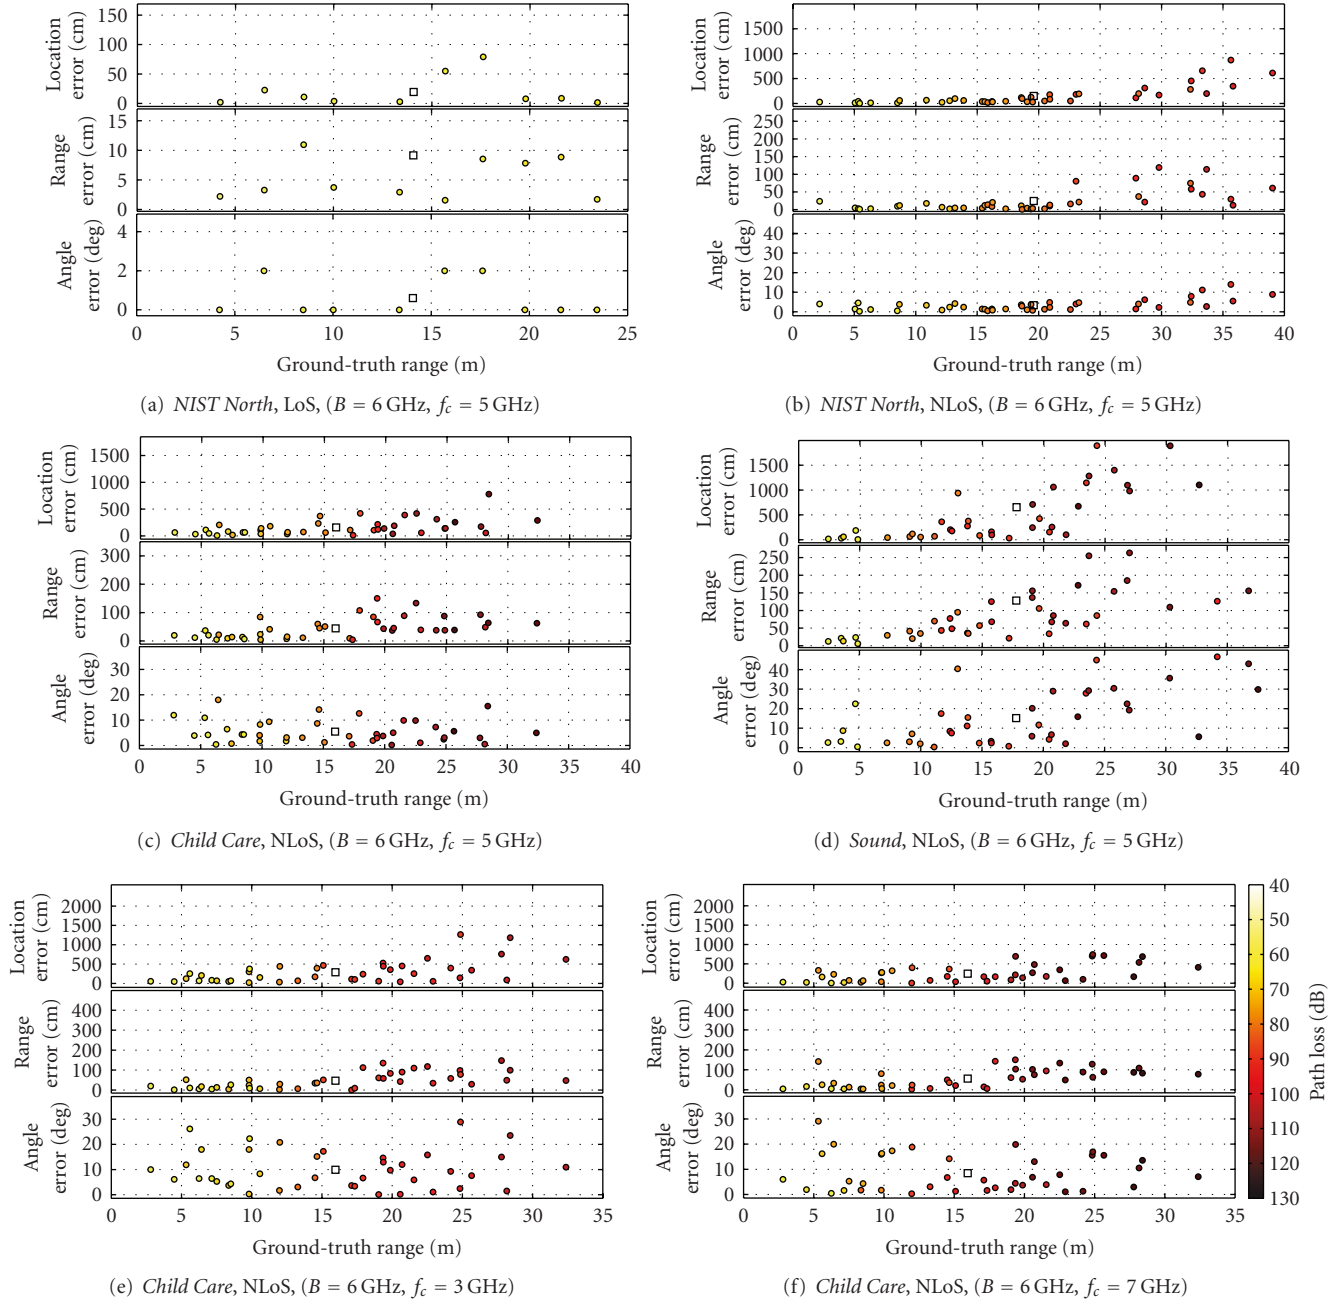 Location
error (cm)
150
100
50
0
Range
error (cm)
15
10
5
0
Angle
error (deg)
4
2
0
0 5 10 15 20 25
Ground-truth range (m)
(a) NIST North, LoS, (B = 6 GHz, fc = 5 GHz)
Location
error (cm)
1500
1000
500
0
Range
error (cm)
250
200
150
100
50
0
Angle
error (deg)
40
30
20
10
0
0 5 10 15 20 25 30 35 40
Ground-truth range (m)
(b) NIST North, NLoS, (B = 6 GHz, fc = 5 GHz)
Location
error (cm)
1500
1000
500
0
Range
error (cm)
300
200
100
0
Angle
error (deg)
30
20
10
0
0 5 10 15 20 25 30 35 40
Ground-truth range (m)
(c) Child Care, NLoS, (B = 6 GHz, fc = 5 GHz)
Location
error (cm)
1500
1000
500
0
Range
error (cm)
250
200
150
100
50
0
Angle
error (deg)
40
30
20
10
0
0 5 10 15 20 25 30 35 40
Ground-truth range (m)
(d) Sound, NLoS, (B = 6 GHz, fc = 5 GHz)
Location
error (cm)
2000
1500
1000
500
0
Range
error (cm)
400
300
200
100
0
Angle
error (deg)
30
20
10
0
0 5 10 15 20 25 30 35
Ground-truth range (m)
(e) Child Care, NLoS, (B = 6 GHz, fc = 3 GHz)
Location
error (cm)
2000
1500
1000
500
0
Range
error (cm)
400
300
200
100
0
Angle
error (deg)
30
20
10
0
0 5 10 15 20 25 30 35
Ground-truth range (m)
40
50
60
70
80
90
100
110
120
130
Path loss (dB)
(f) Child Care, NLoS, (B = 6 GHz, fc = 7 GHz)